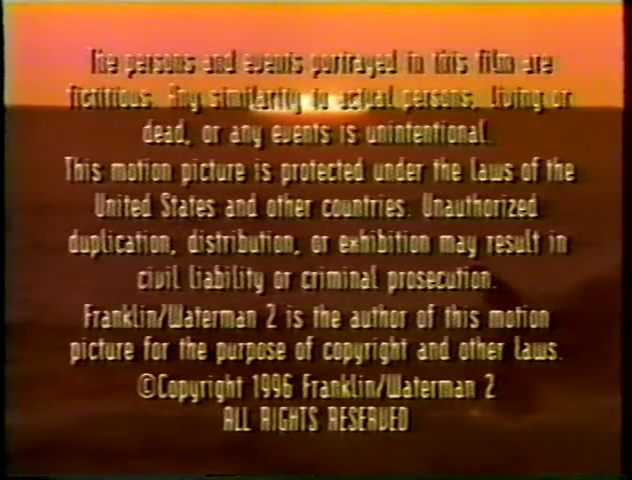 The persons and events portrayed in this film are
fictitious. Any similarity to actual persons, living or
dead, or any events is unintentional.
This motion picture is protected under the laws of the
United States and other countries. Unauthorized
duplication, distribution, or exhibition may result in
civil liability or criminal prosecution.
Franklin/Waterman 2 is the author of this motion
picture for the purpose of copyright and other laws.
©Copyright 1996 Franklin/Waterman 2
ALL RIGHTS RESERVED